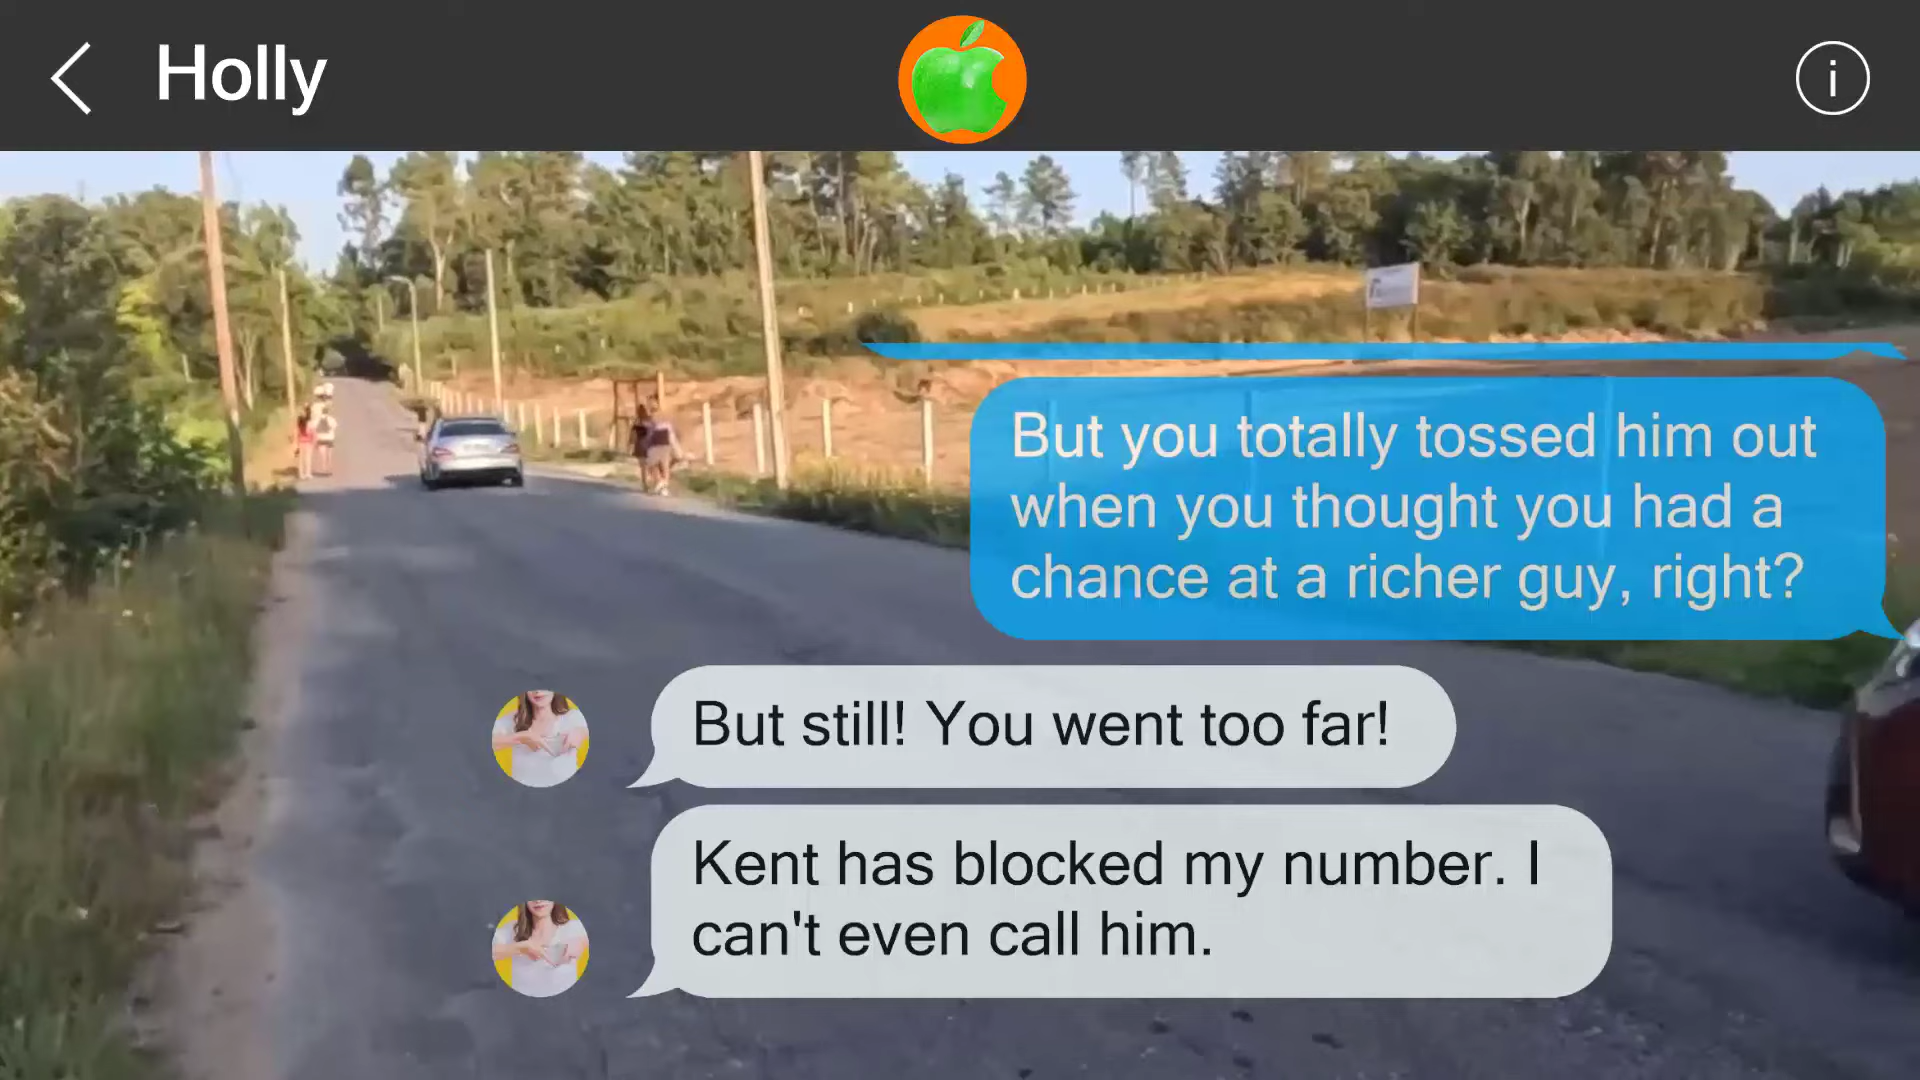 Holly
But you totally tossed him out
when you thought you had a
chance at a richer guy, right?
But still! You went too far!
Kent has blocked my number. I
can't even call him.